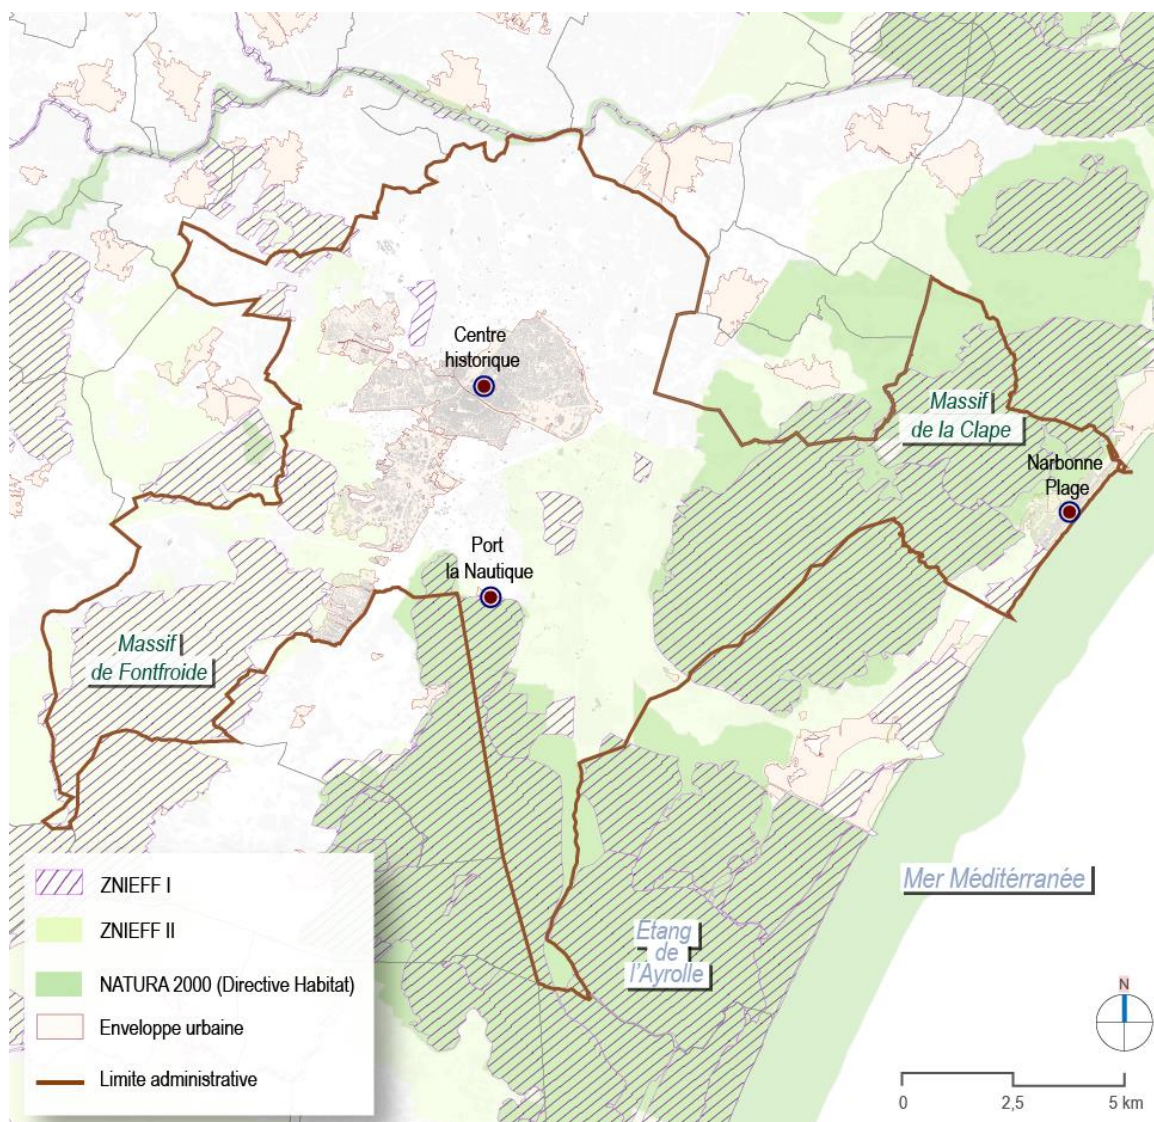 Centre
historique
Massif
de la Clape
Narbonne
Plage
Port
la Nautique
Massif
de Fontfroide
Mer Méditérranée
Etang
de
l'Ayrolle
ZNIEFF I
ZNIEFF II
NATURA 2000 (Directive Habitat)
Enveloppe urbaine
Limite administrative
N
0 2,5 5 km